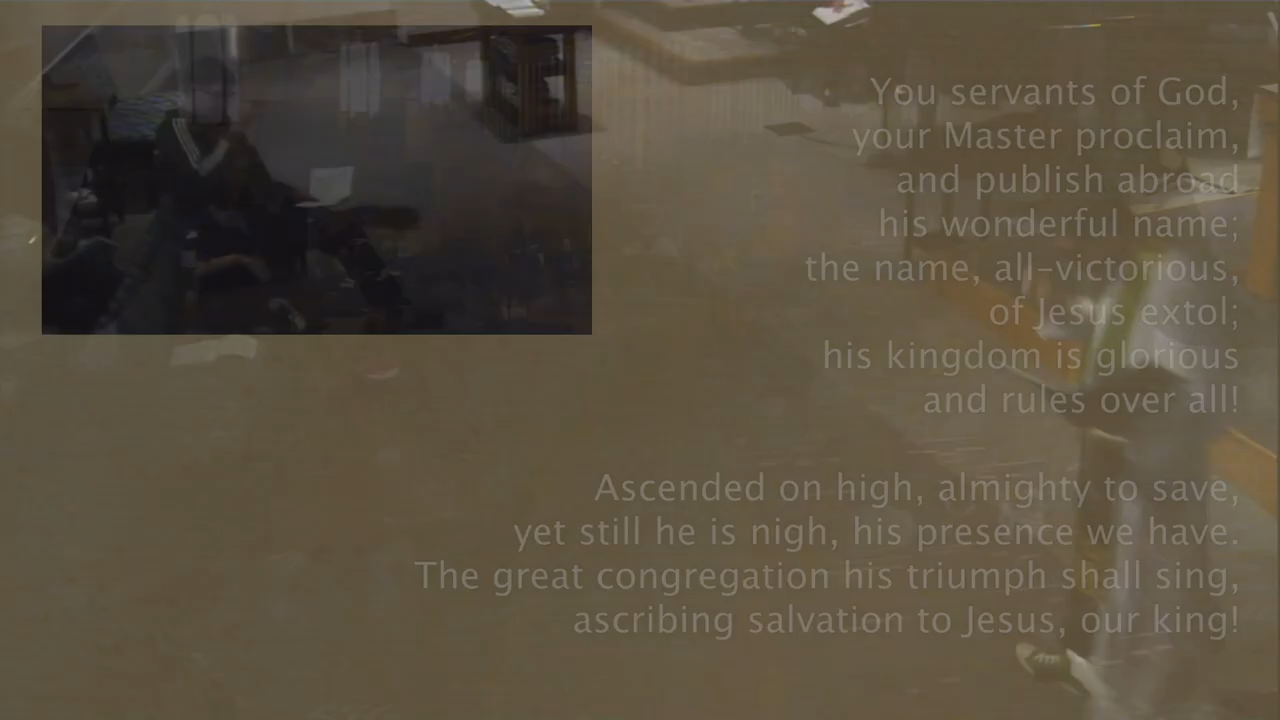 You servants of God,
your Master proclaim,
and publish abroad
his wonderful name;
the name, all-victorious,
of Jesus extol;
his kingdom is glorious
and rules over all!
Ascended on high, almighty to save,
yet still he is nigh, his presence we have.
The great congregation his triumph shall sing,
ascribing salvation to Jesus, our king!